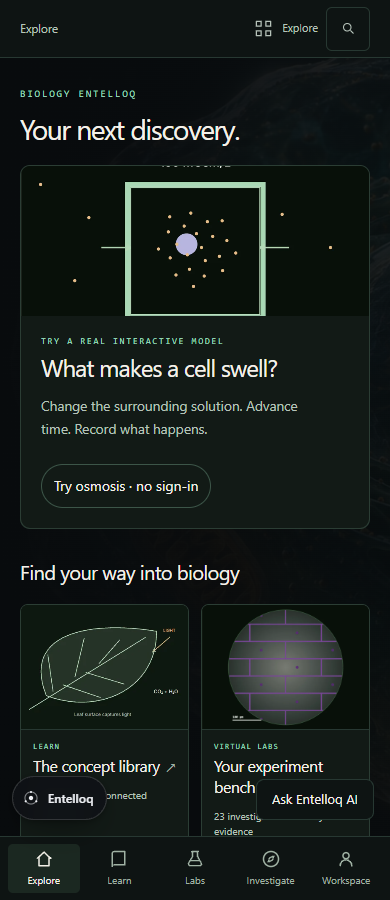 Explore
Explore
BIOLOGY ENTELLOQ
Your next discovery.
TRY A REAL INTERACTIVE MODEL
What makes a cell swell?
Change the surrounding solution. Advance
time. Record what happens.
Try osmosis · no sign-in
Find your way into biology
LIGHT
CO₂ + H₂O
Leaf surface captures light
LEARN
The concept library ↗
onnected
VIRTUAL LABS
Your experiment
bench
23
evidence
Entelloq
Ask Entelloq AI
Explore
Learn
Labs
Investigate
Workspace